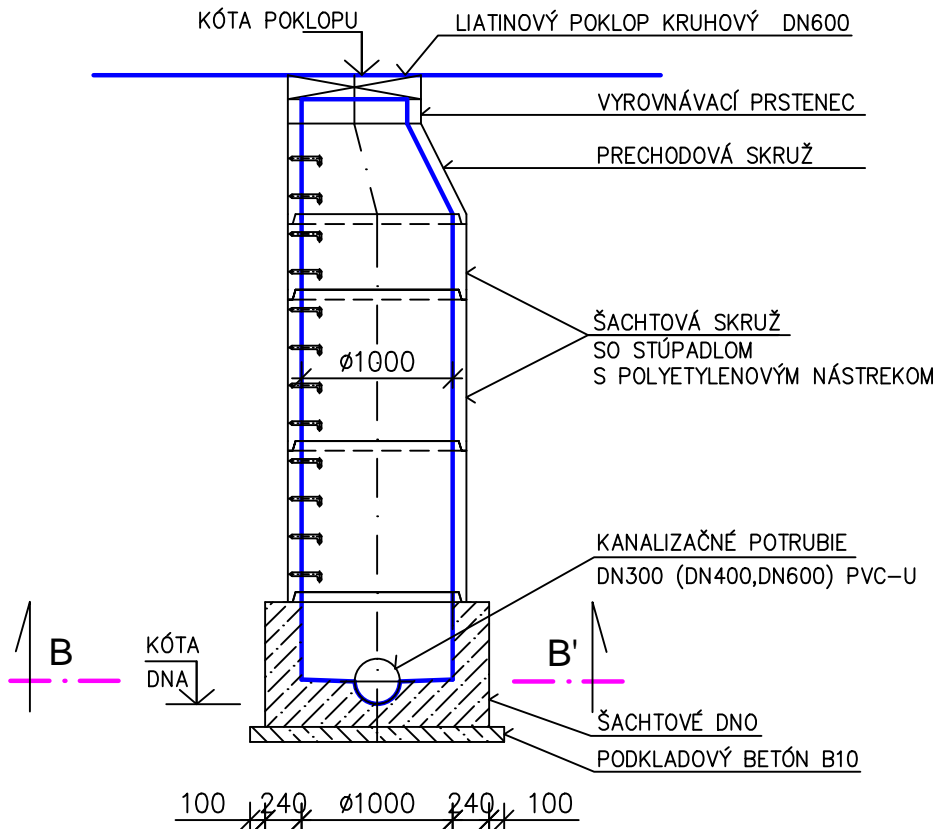 KÓTA POKLOPU
LIATINOVÝ POKLOP KRUHOVÝ DN600
VYROVNÁVACÍ PRSTENEC
PRECHODOVÁ SKRUŽ
ŠACHTOVÁ SKRUŽ
SO STÚPADLOM
S POLYETYLENOVÝM NÁSTREKOM
ø1000
KANALIZAČNÉ POTRUBIE
DN300 (DN400,DN600) PVC-U
B
KÓTA
DNA
B'
ŠACHTOVÉ DNO
PODKLADOVÝ BETÓN B10
100 240 ø1000 240 100